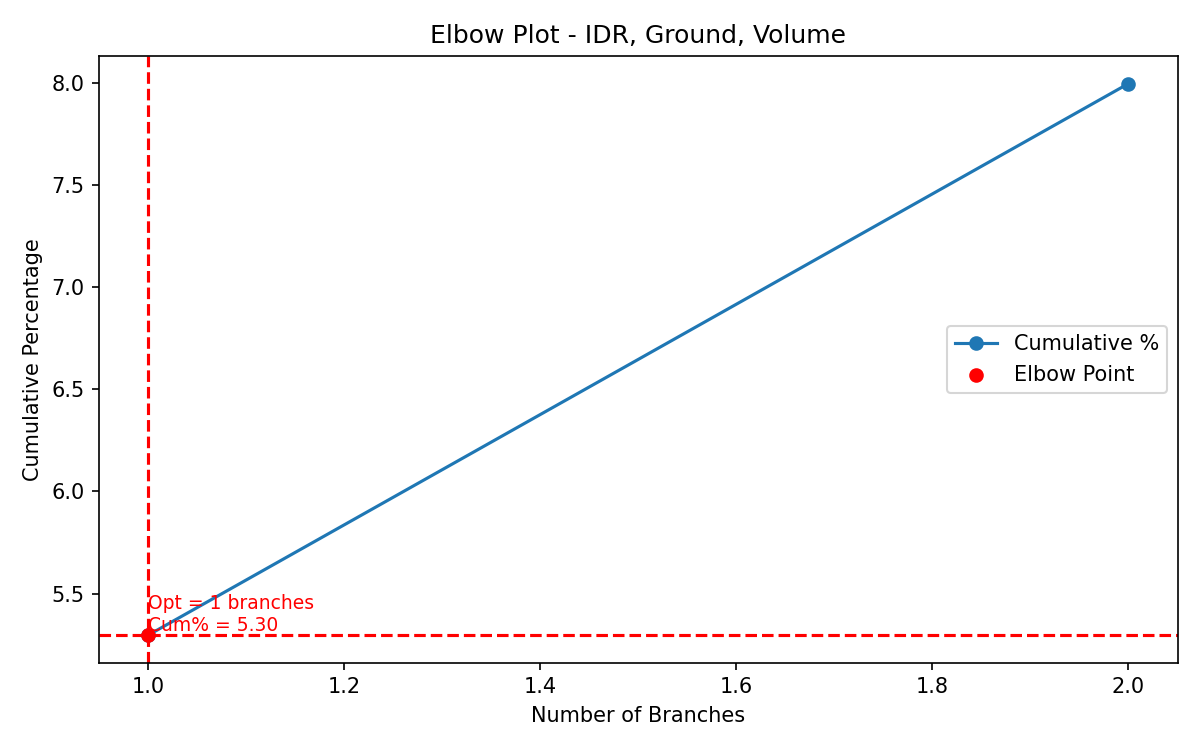 Elbow Plot - IDR, Ground, Volume
Cumulative Percentage
8.0
7.5
7.0
6.5
6.0
5.5
Cumulative %
Elbow Point
Opt = 1 branches
Cum% = 5.30
1.0
1.2
1.4
1.6
1.8
2.0
Number of Branches